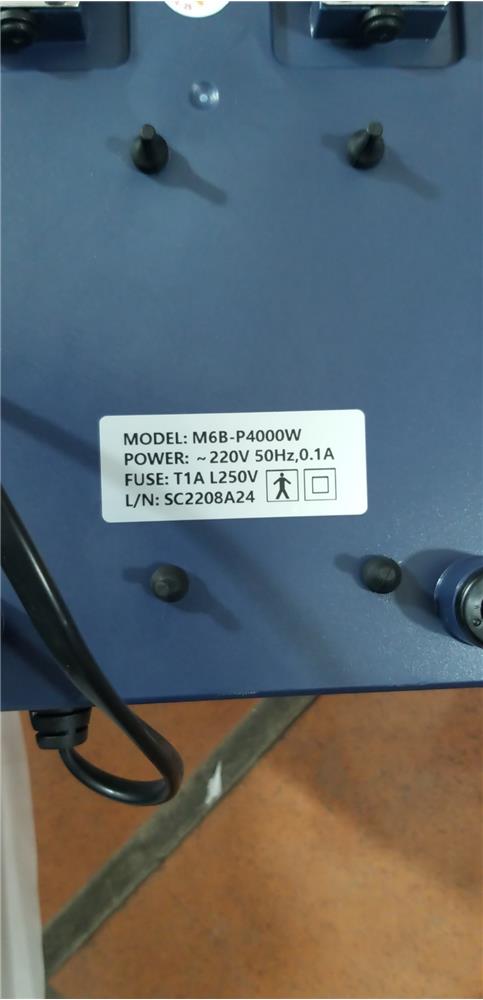 MODEL: M6B-P4000W
POWER: ~220V 50Hz,0.1A
FUSE: T1A L250V
L/N: SC2208A24